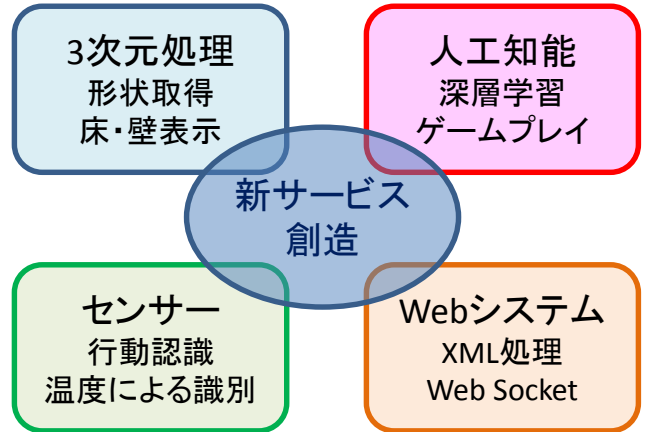 3次元処理
形状取得
床・壁表示
人工知能
深層学習
ゲームプレイ
新サービス
創造
センサー
行動認識
温度による識別
Webシステム
XML処理
Web Socket